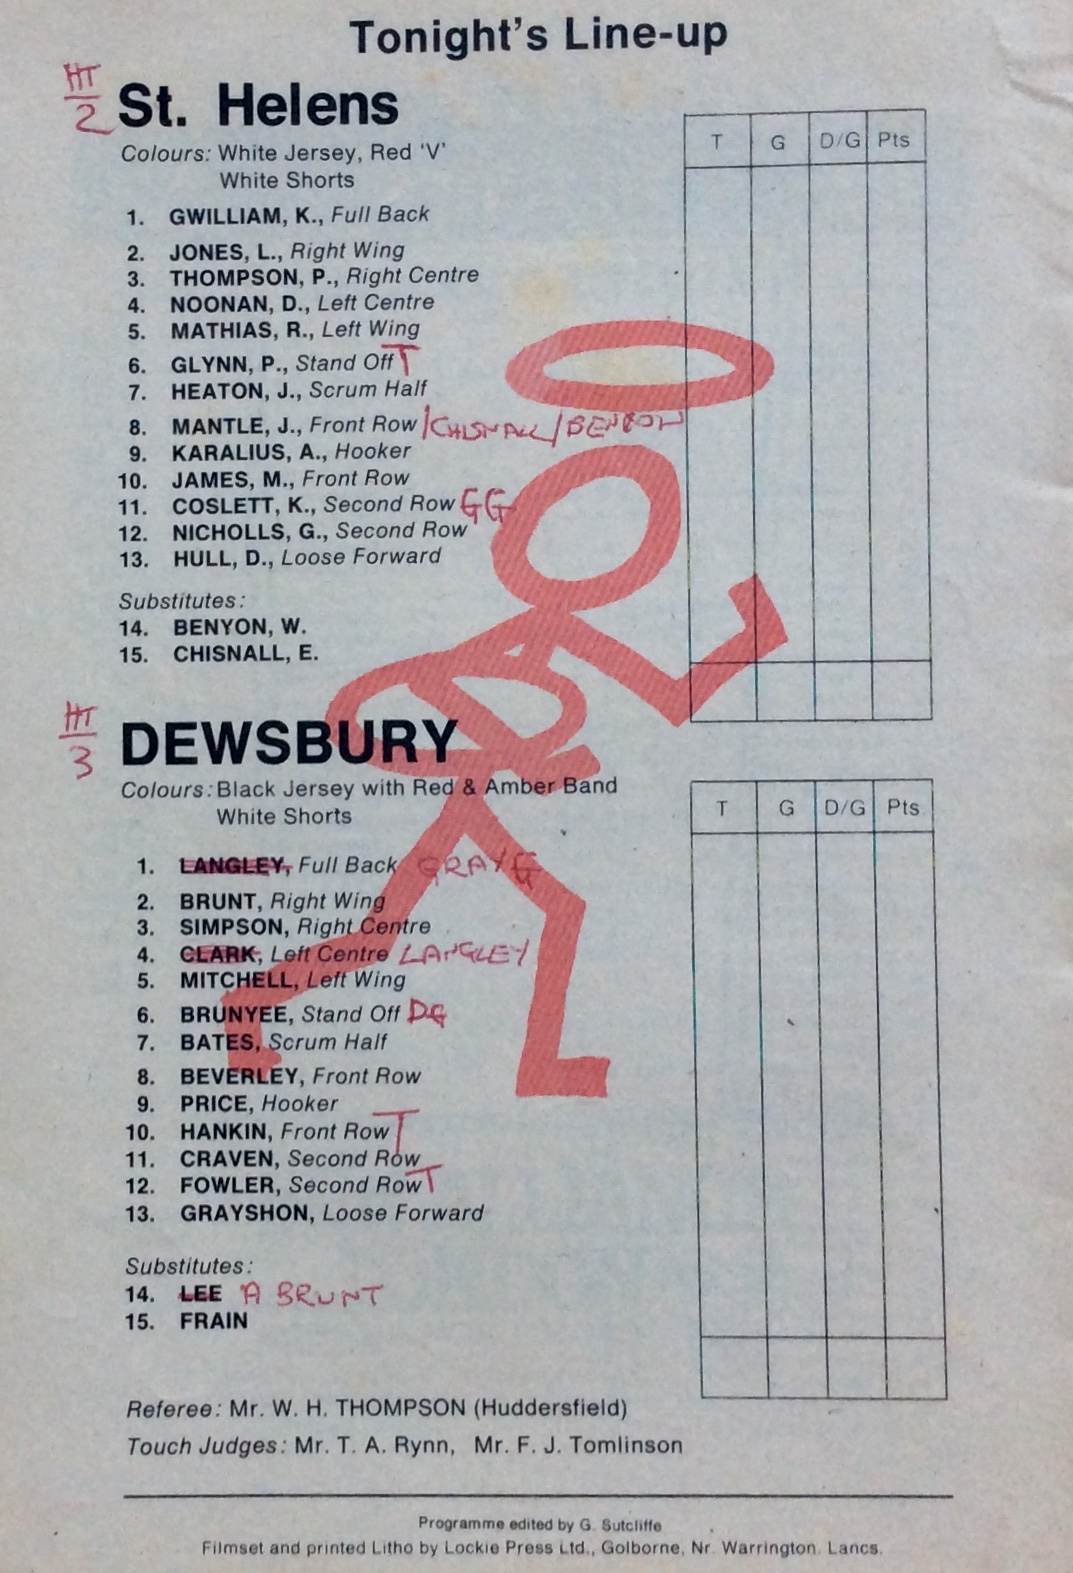 Tonight's Line-up
HT
2
St. Helens
Colours: White Jersey, Red 'V'
White Shorts
T G D/G Pts
1. GWILLIAM, K., Full Back
2. JONES, L., Right Wing
3. THOMPSON, P., Right Centre
4. NOONAN, D., Left Centre
5. MATHIAS, R., Left Wing
6. GLYNN, P., Stand Off T
7. HEATON, J., Scrum Half
8. MANTLE, J., Front Row /CHISNALL/BENYON
9. KARALIUS, A., Hooker
10. JAMES, M., Front Row
11. COSLETT, K., Second Row GG
12. NICHOLLS, G., Second Row
13. HULL, D., Loose Forward
Substitutes:
14. BENYON, W.
15. CHISNALL, E.
HT
3
DEWSBURY
Colours: Black Jersey with Red & Amber Band
White Shorts
T G D/G Pts
1. LANGLEY, Full Back GRAY G
2. BRUNT, Right Wing
3. SIMPSON, Right Centre
4. CLARK, Left Centre LANGLEY
5. MITCHELL, Left Wing
6. BRUNYEE, Stand Off DG
7. BATES, Scrum Half
8. BEVERLEY, Front Row
9. PRICE, Hooker
10. HANKIN, Front Row T
11. CRAVEN, Second Row
12. FOWLER, Second Row T
13. GRAYSHON, Loose Forward
Substitutes:
14. LEE A BRUNT
15. FRAIN
Referee: Mr. W. H. THOMPSON (Huddersfield)
Touch Judges: Mr. T. A. Rynn, Mr. F. J. Tomlinson
Programme edited by G. Sutcliffe
Filmset and printed Litho by Lockie Press Ltd., Golborne, Nr. Warrington. Lancs.